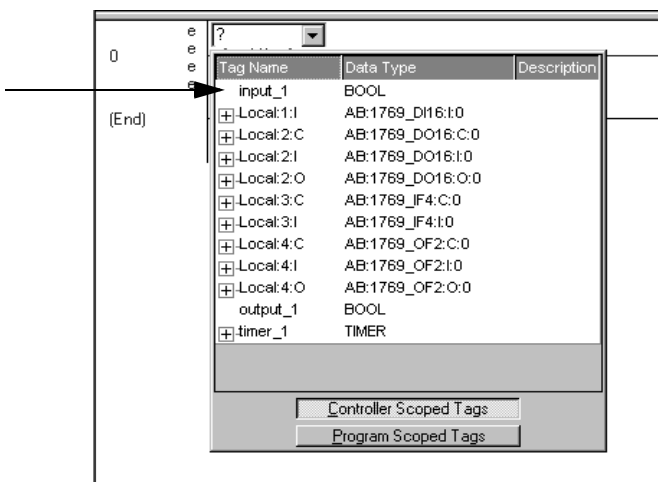 e
?
0
e
e
e
Tag Name Data Type Description
input_1 BOOL
Local:1:I AB:1769_DI16:I:0
Local:2:C AB:1769_DO16:C:0
Local:2:I AB:1769_DO16:I:0
Local:2:O AB:1769_DO16:O:0
Local:3:C AB:1769_IF4:C:0
Local:3:I AB:1769_IF4:I:0
Local:4:C AB:1769_OF2:C:0
Local:4:I AB:1769_OF2:I:0
Local:4:O AB:1769_OF2:O:0
output_1 BOOL
timer_1 TIMER
(End)
Controller Scoped Tags
Program Scoped Tags